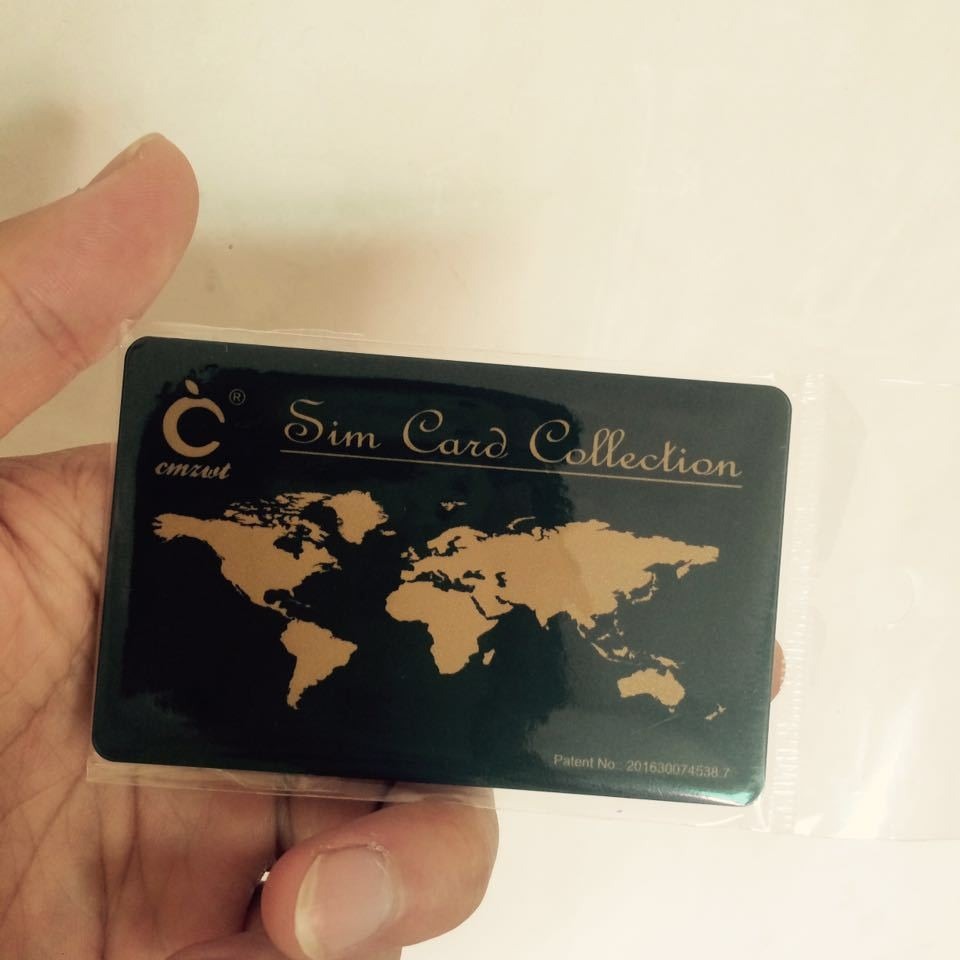 ®
cmzwt
Sim Card Collection
Patent No: 201630074538.7